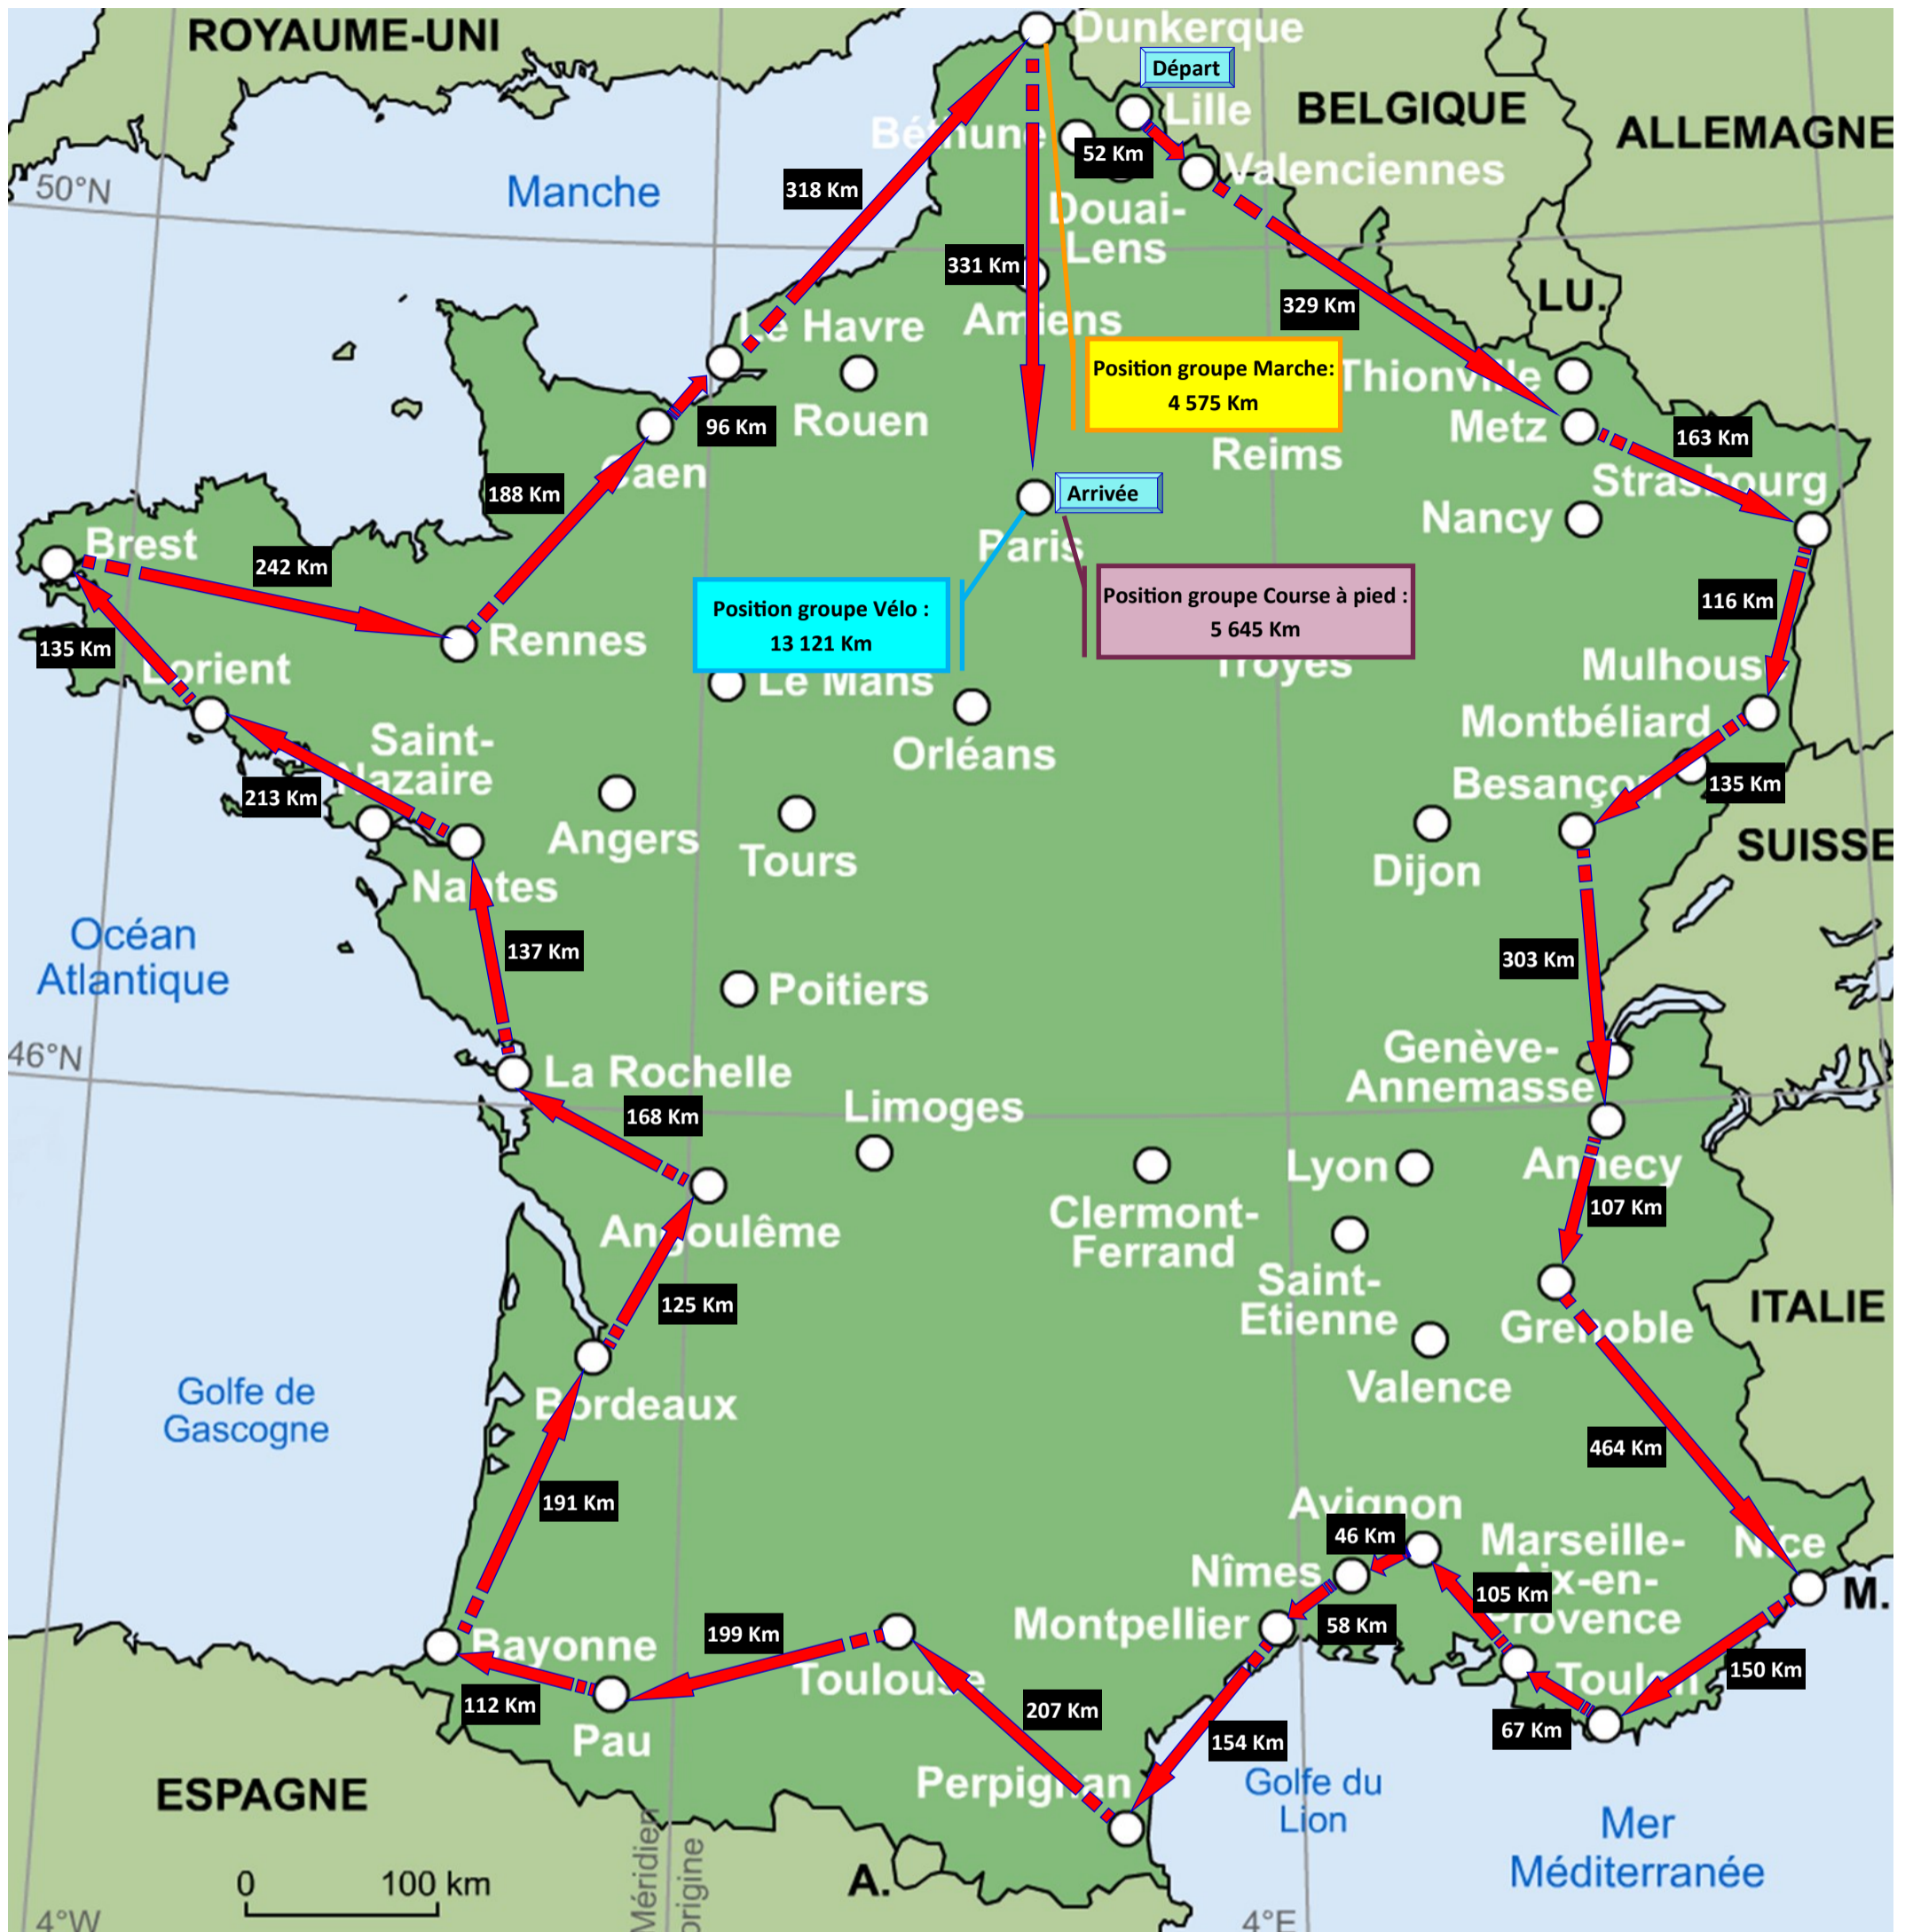 ROYAUME-UNI
Dunkerque
Départ
Lille
BELGIQUE
ALLEMAGNE
Béthune
52 Km
Valenciennes
318 Km
50°N
Manche
Douai-
Lens
331 Km
LU.
329 Km
Le Havre
Amiens
Position groupe Marche:
4 575 Km
Thionville
Rouen
96 Km
Metz
163 Km
Reims
Caen
188 Km
Arrivée
Strasbourg
Nancy
Brest
242 Km
Paris
116 Km
Position groupe Vélo :
13 121 Km
Position groupe Course à pied :
5 645 Km
135 Km
Rennes
Lorient
Troyes
Mulhouse
Le Mans
Montbéliard
Saint-
Nazaire
213 Km
Orléans
Besançon
135 Km
Angers
Tours
Dijon
SUISSE
Nantes
Océan
Atlantique
137 Km
303 Km
Poitiers
46°N
Genève-
Annemasse
La Rochelle
168 Km
Limoges
Lyon
Annecy
107 Km
Angoulême
Clermont-
Ferrand
Saint-
Etienne
125 Km
ITALIE
Grenoble
Golfe de
Gascogne
Bordeaux
Valence
464 Km
191 Km
Avignon
46 Km
Marseille-
Aix-en-
Provence
Nice
Nîmes
105 Km
M.
Montpellier
58 Km
Bayonne
199 Km
Toulouse
Toulon
150 Km
112 Km
207 Km
67 Km
Pau
154 Km
Perpignan
Golfe du
Lion
ESPAGNE
Mer
Méditerranée
Méridien
origine
A.
0 100 km
4°W
4°E